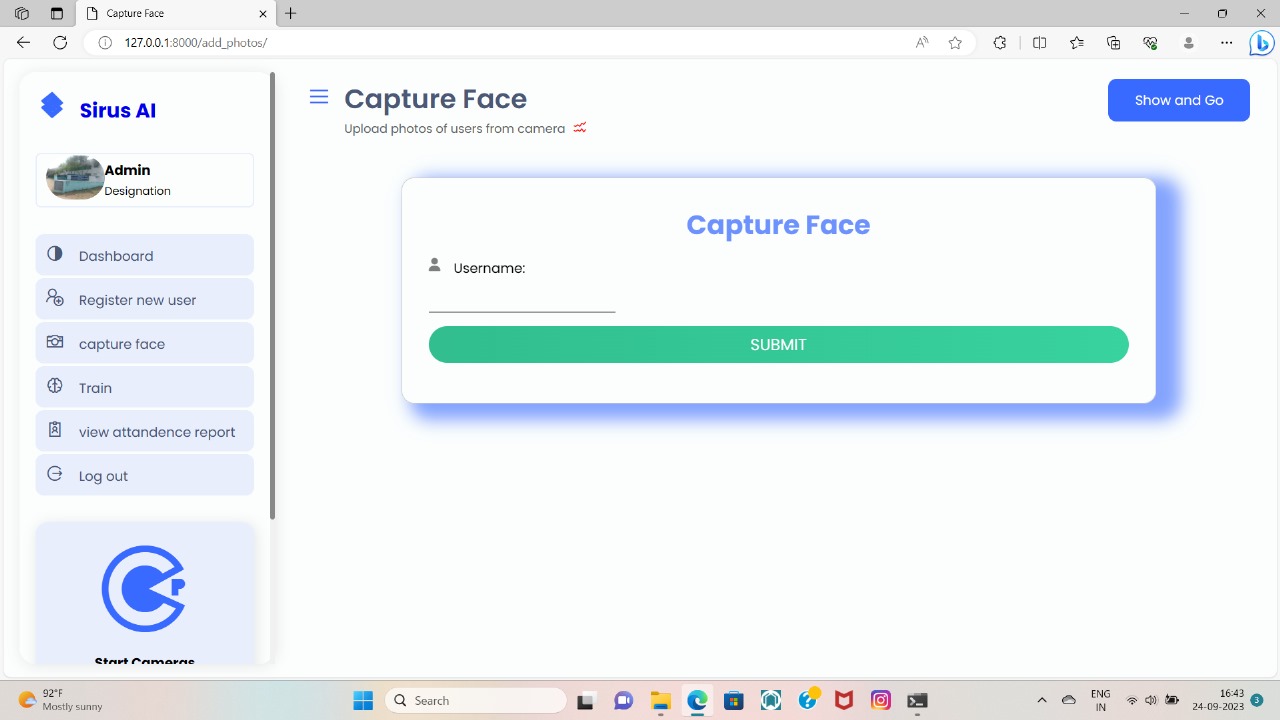 Capture Face
127.0.0.1:8000/add_photos/
Sirus AI
Admin
Designation
Dashboard
Register new user
capture face
Train
view attandence report
Log out
Start Cameras
Capture Face
Upload photos of users from camera
Show and Go
Capture Face
Username:
SUBMIT
92°F
Mostly sunny
Search
ENG
IN
16:43
24-09-2023
3